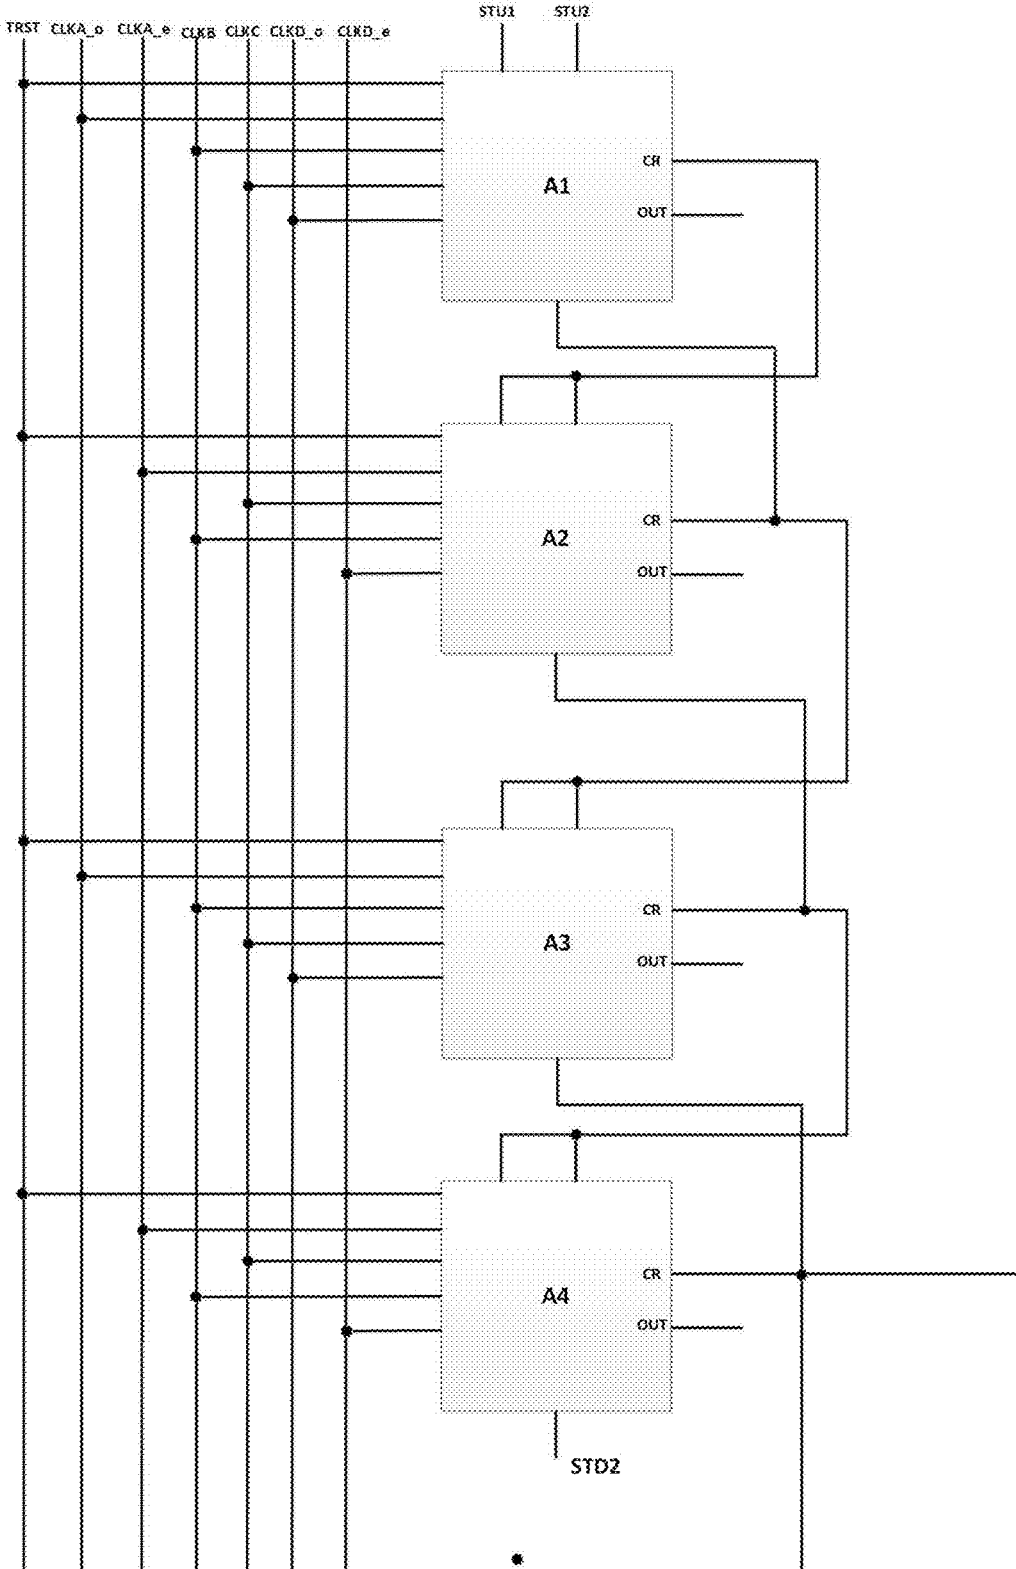 STU1 STU2
TRST CLKA_o CLKA_e CLKB CLKC CLKD_o CLKD_e
CR
A1
OUT
CR
A2
OUT
CR
A3
OUT
CR
A4
OUT
STD2